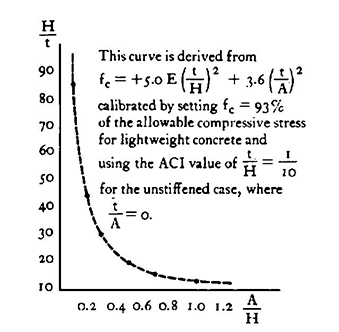 H
t
This curve is derived from
f_c = +5.0 E (t/H)² + 3.6 (t/A)²
calibrated by setting f_c = 93%
of the allowable compressive stress
for lightweight concrete and
using the ACI value of t/H = 1/10
for the unstiffened case, where
t/A = 0.
90
80
70
60
50
40
30
20
10
0.2 0.4 0.6 0.8 1.0 1.2 A/H